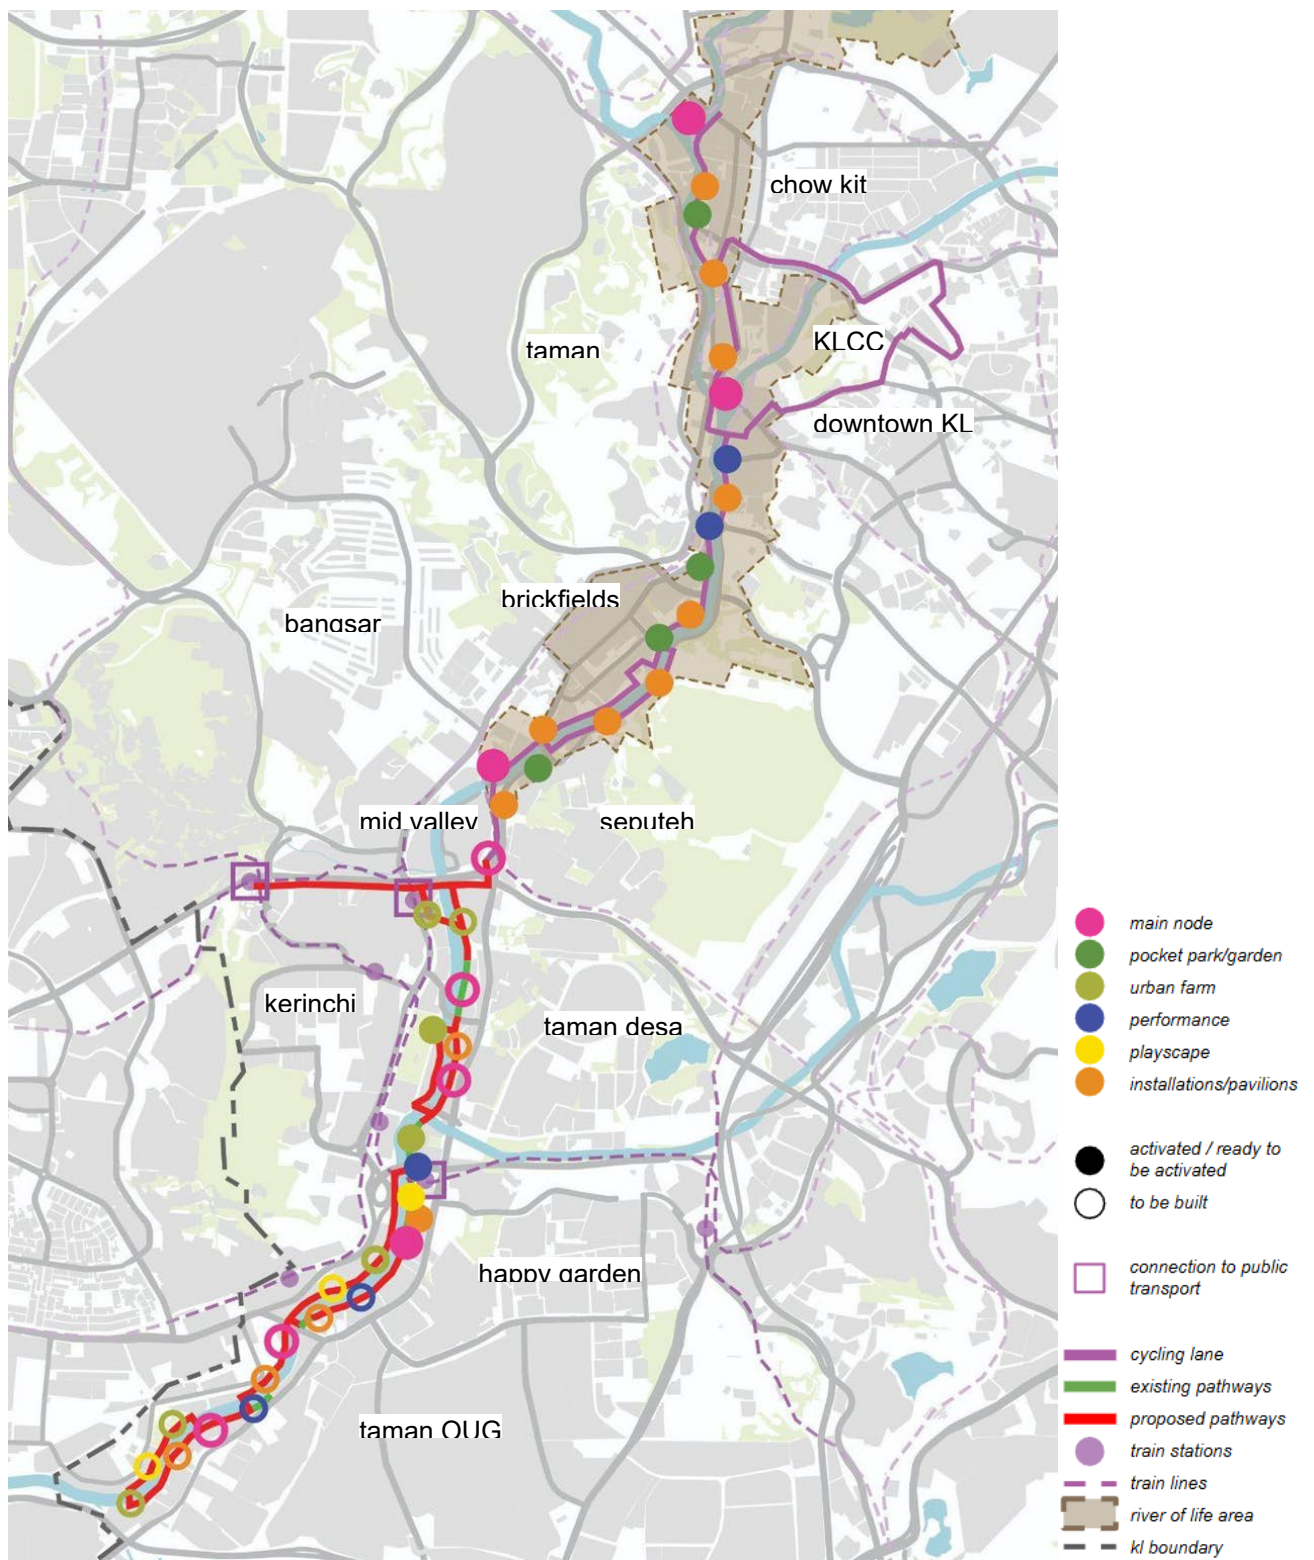 chow kit
taman
KLCC
downtown KL
brickfields
bangsar
mid valley
seputeh
kerinchi
taman desa
happy garden
taman OUG
main node
pocket park/garden
urban farm
performance
playscape
installations/pavilions
activated / ready to
be activated
to be built
connection to public
transport
cycling lane
existing pathways
proposed pathways
train stations
train lines
river of life area
kl boundary